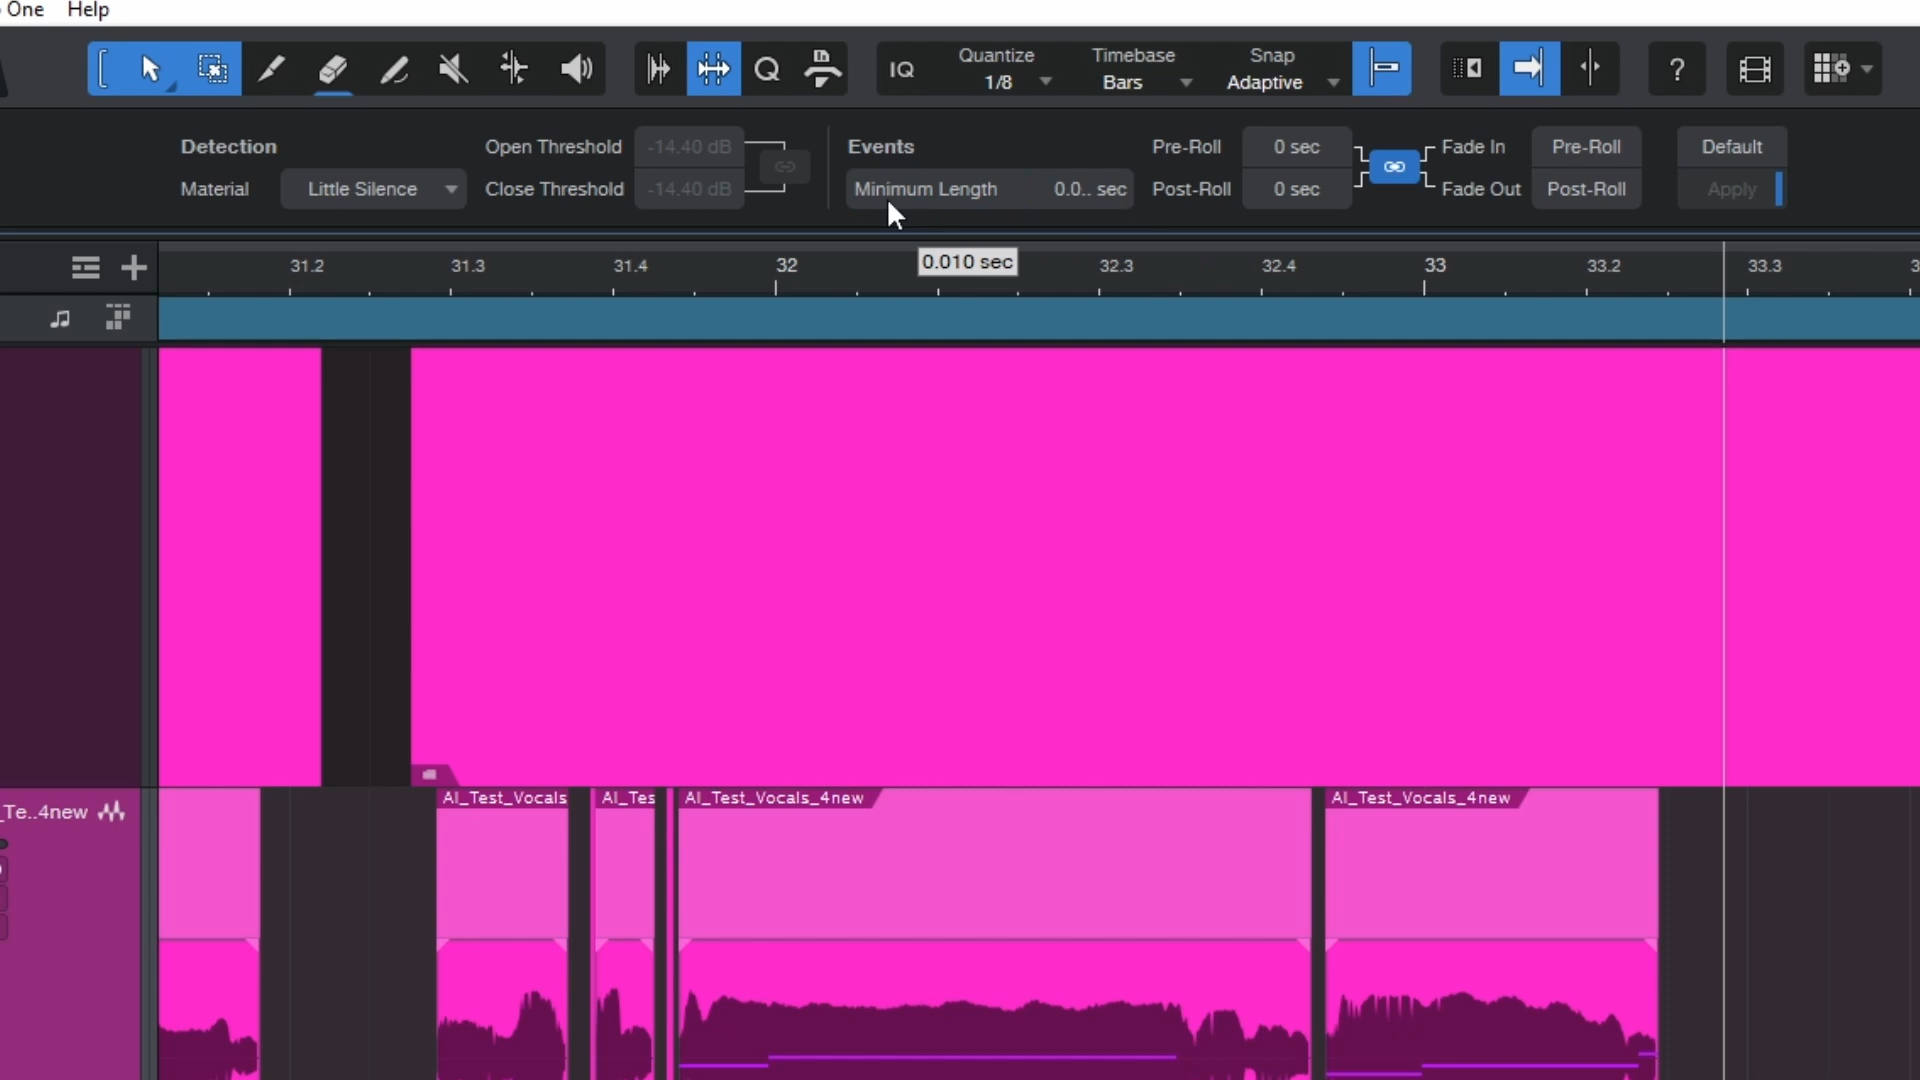 One Help
IQ Quantize Timebase Snap
1/8 Bars Adaptive
Q
?
Detection Open Threshold -14.40 dB Events Pre-Roll 0 sec Fade In Pre-Roll Default
Material Little Silence Close Threshold -14.40 dB Minimum Length 0.0.. sec Post-Roll 0 sec Fade Out Post-Roll Apply
31.2 31.3 31.4 32 0.010 sec 32.3 32.4 33 33.2 33.3
AI_Test_Vocals AI_Tes AI_Test_Vocals_4new AI_Test_Vocals_4new
_Te..4new